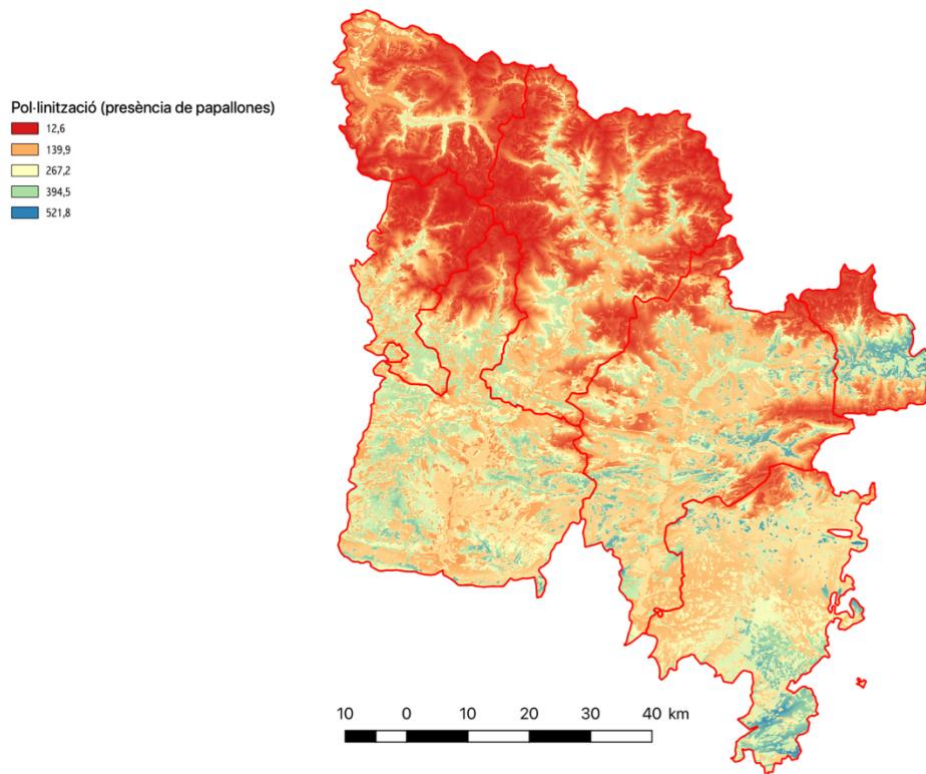 Pol·linització (presència de papallones)
12,6
139,9
267,2
394,5
521,8
10 0 10 20 30 40 km